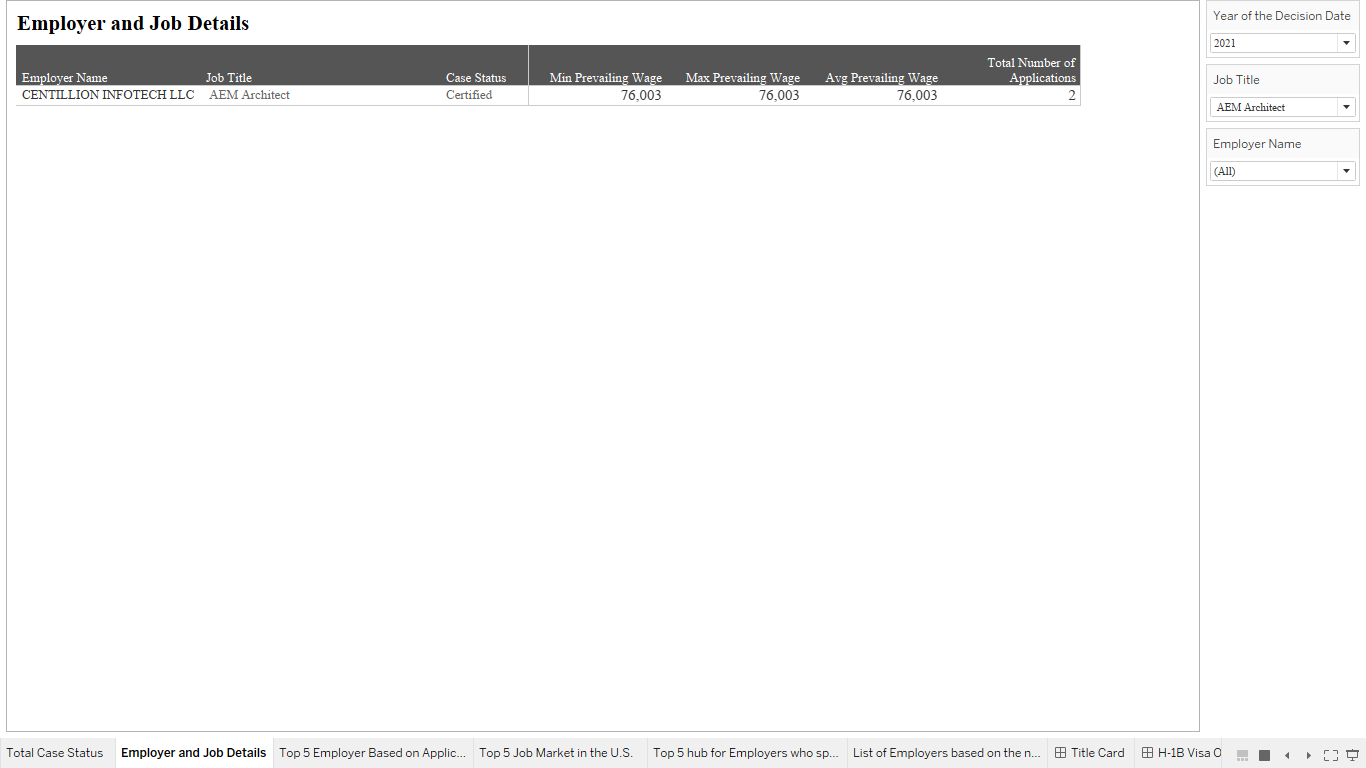 Employer and Job Details
Total Number of
Employer Name Job Title Case Status Min Prevailing Wage Max Prevailing Wage Avg Prevailing Wage Applications
CENTILLION INFOTECH LLC AEM Architect Certified 76,003 76,003 76,003 2
Year of the Decision Date
2021
Job Title
AEM Architect
Employer Name
(All)
Total Case Status Employer and Job Details Top 5 Employer Based on Applic... Top 5 Job Market in the U.S. Top 5 hub for Employers who sp... List of Employers based on the n... Title Card H-1B Visa O